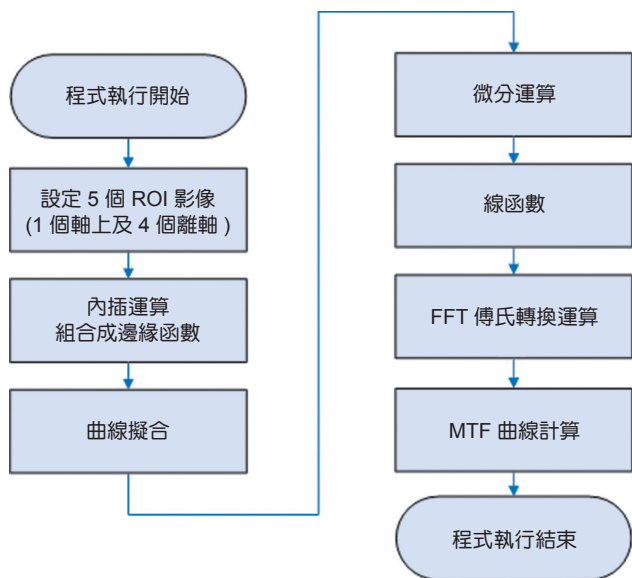 程式執行開始
設定 5 個 ROI 影像
(1 個軸上及 4 個離軸 )
內插運算
組合成邊緣函數
曲線擬合
微分運算
線函數
FFT 傅氏轉換運算
MTF 曲線計算
程式執行結束